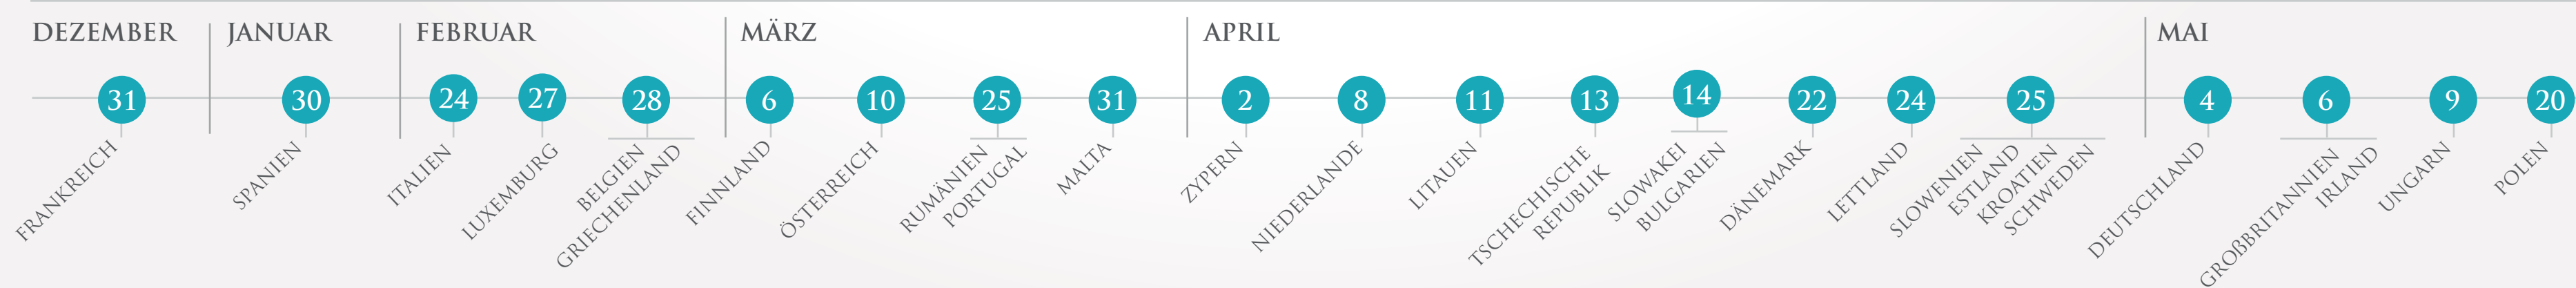 DEZEMBER
JANUAR
FEBRUAR
MÄRZ
APRIL
MAI
31
30
24
27
28
6
10
25
31
2
8
11
13
14
22
24
25
4
6
9
20
FRANKREICH
SPANIEN
ITALIEN
LUXEMBURG
BELGIEN
GRIECHENLAND
FINNLAND
ÖSTERREICH
RUMÄNIEN
PORTUGAL
MALTA
ZYPERN
NIEDERLANDE
LITAUEN
TSCHECHISCHE
REPUBLIK
SLOWAKEI
BULGARIEN
DÄNEMARK
LETTLAND
SLOWENIEN
ESTLAND
KROATIEN
SCHWEDEN
DEUTSCHLAND
GROßBRITANNIEN
IRLAND
UNGARN
POLEN